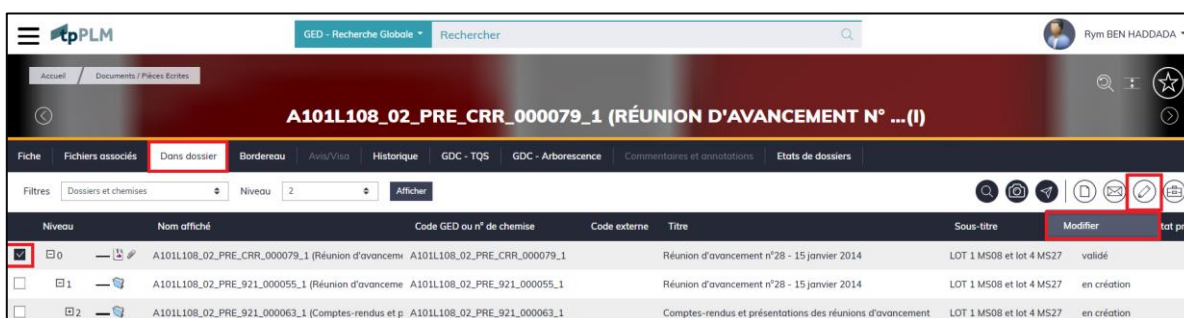 tpPLM
GED - Recherche Globale
Rechercher
Rym BEN HADDADA
Accueil / Documents / Pièces Ecrites
A101L108_02_PRE_CRR_000079_1 (RÉUNION D'AVANCEMENT N° ...(I)
Fiche Fichiers associés Dans dossier Bordereau Avis/Visa Historique GDC - TQS GDC - Arborescence Commentaires et annotations Etats de dossiers
Filtres Dossiers et chemises Niveau 2 Afficher
Niveau Nom affiché Code GED ou n° de chemise Code externe Titre Sous-titre Modifier tat pr
0 A101L108_02_PRE_CRR_000079_1 (Réunion d'avanceme A101L108_02_PRE_CRR_000079_1 Réunion d'avancement n°28 - 15 janvier 2014 LOT 1 MS08 et lot 4 MS27 validé
1 A101L108_02_PRE_921_000055_1 (Réunion d'avanceme A101L108_02_PRE_921_000055_1 Réunion d'avancement n°28 - 15 janvier 2014 LOT 1 MS08 et lot 4 MS27 en création
2 A101L108_02_PRE_921_000063_1 (Comptes-rendus et p A101L108_02_PRE_921_000063_1 Comptes-rendus et présentations des réunions d'avancement LOT 1 MS08 et lot 4 MS27 en création